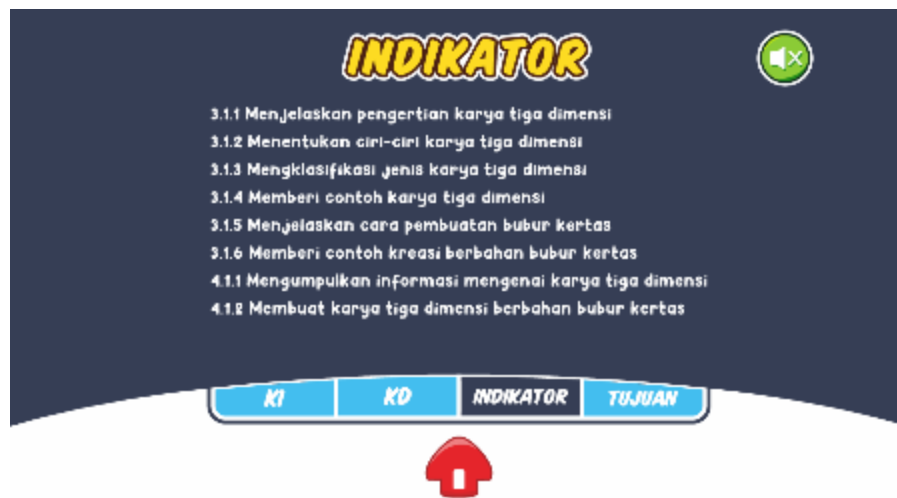 INDIKATOR
3.1.1 Menjelaskan pengertian karya tiga dimensi
3.1.2 Menentukan ciri-ciri karya tiga dimensi
3.1.3 Mengklasifikasi jenis karya tiga dimensi
3.1.4 Memberi contoh karya tiga dimensi
3.1.5 Menjelaskan cara pembuatan bubur kertas
3.1.6 Memberi contoh kreasi berbahan bubur kertas
4.1.1 Mengumpulkan informasi mengenai karya tiga dimensi
4.1.2 Membuat karya tiga dimensi berbahan bubur kertas
KI KD INDIKATOR TUJUAN